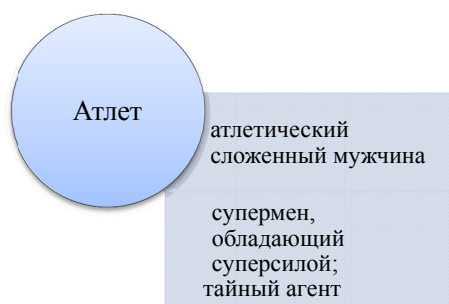 Атлет
атлетический
сложенный мужчина
супермен,
обладающий
суперсилой;
тайный агент